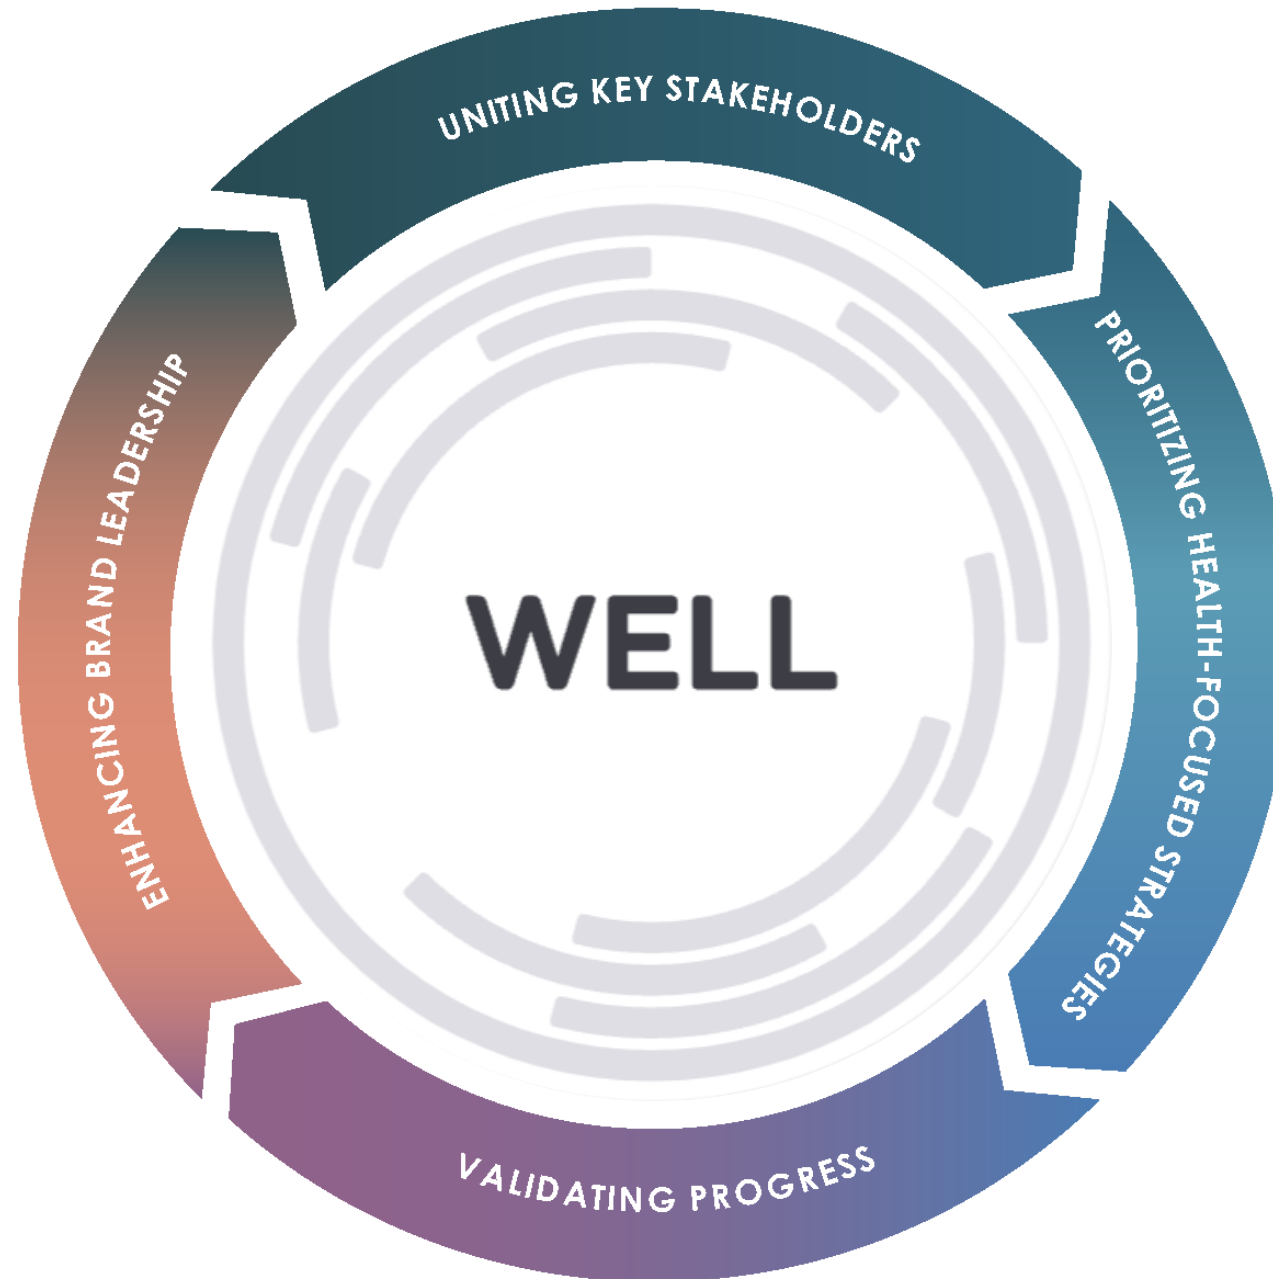 UNITING KEY STAKEHOLDERS
PRIORITIZING HEALTH-FOCUSED STRATEGIES
VALIDATING PROGRESS
ENHANCING BRAND LEADERSHIP
WELL